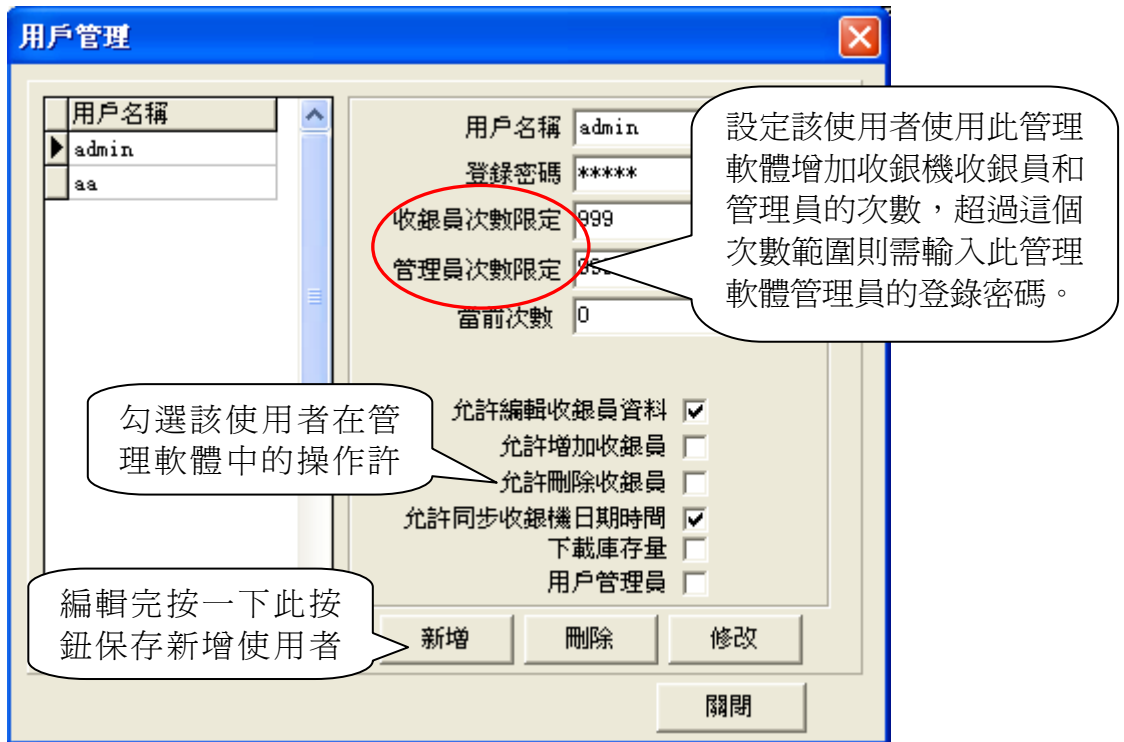 用戶管理
用戶名稱
admin
aa
用戶名稱 admin
登錄密碼 *****
收銀員次數限定 999
管理員次數限定
當前次數 0
設定該使用者使用此管理
軟體增加收銀機收銀員和
管理員的次數，超過這個
次數範圍則需輸入此管理
軟體管理員的登錄密碼。
允許編輯收銀員資料
允許增加收銀員
允許刪除收銀員
允許同步收銀機日期時間
下載庫存量
用戶管理員
勾選該使用者在管
理軟體中的操作許
編輯完按一下此按
鈕保存新增使用者
新增 刪除 修改
關閉